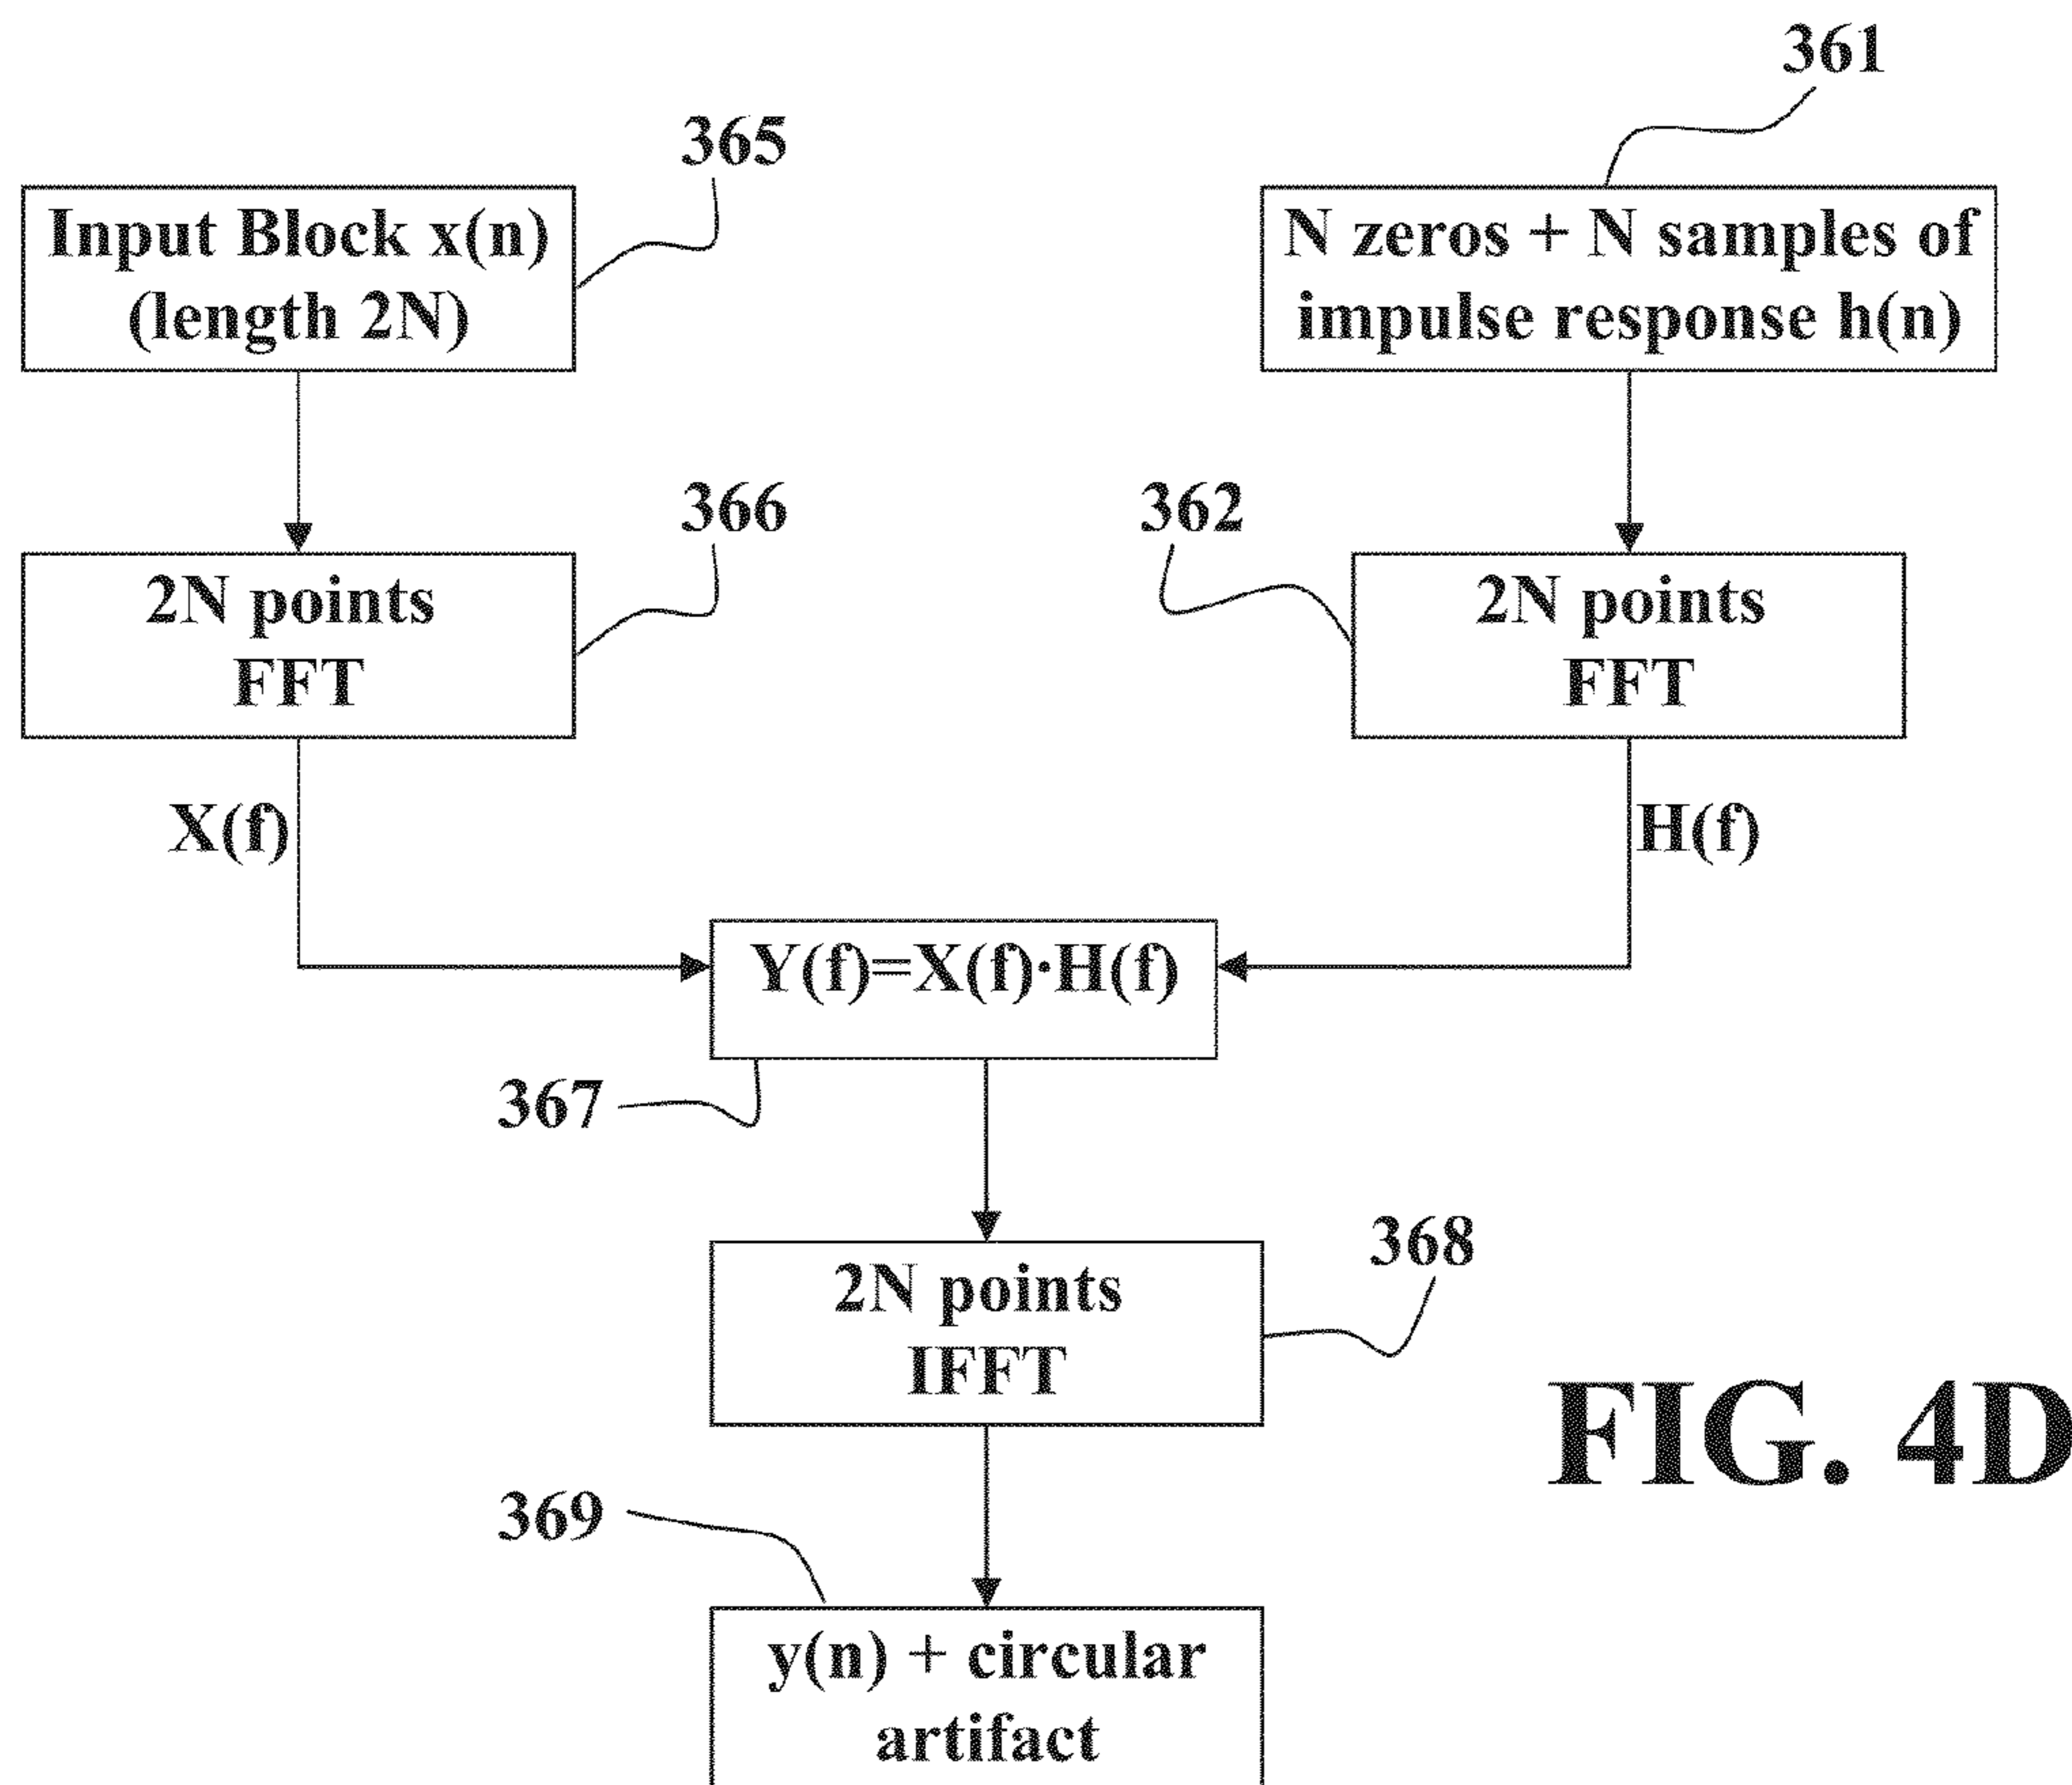 361
365
Input Block x(n)
(length 2N)
N zeros + N samples of
impulse response h(n)
366
362
2N points
FFT
2N points
FFT
X(f)
H(f)
Y(f)=X(f)·H(f)
367
368
2N points
IFFT
FIG. 4D
369
y(n) + circular
artifact